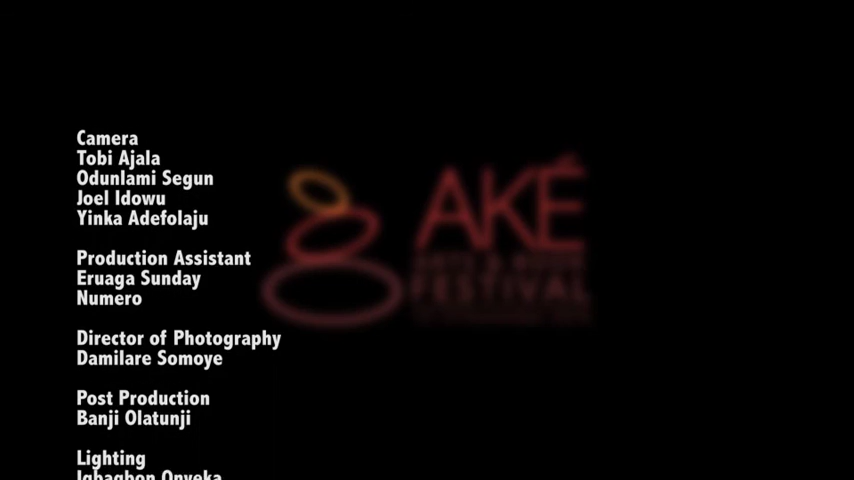 Camera
Tobi Ajala
Odunlami Segun
Joel Idowu
Yinka Adefolaju
Production Assistant
Eruaga Sunday
Numero
Director of Photography
Damilare Somoye
Post Production
Banji Olatunji
Lighting
AKÉ
FESTIVAL